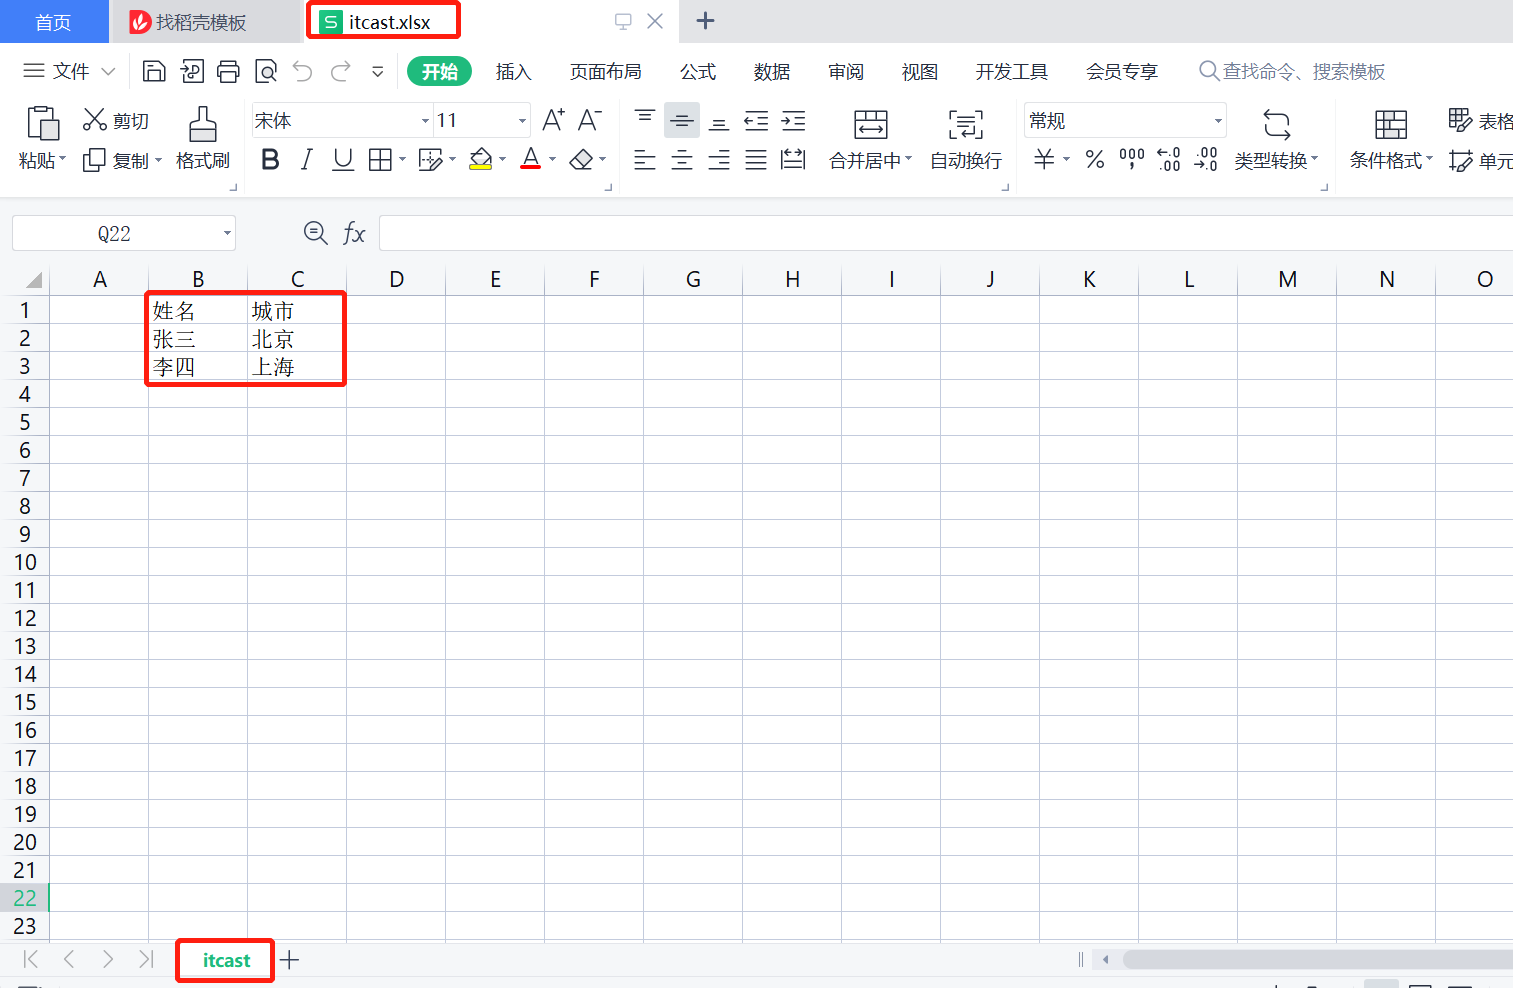 首页 找稻壳模板 S itcast.xlsx
文件 开始 插入 页面布局 公式 数据 审阅 视图 开发工具 会员专享 查找命令、搜索模板
剪切 宋体 11 A+ A- 常规 表格
粘贴 复制 格式刷 B I U A 合并居中 自动换行 ¥ % 000 类型转换 条件格式 单元
Q22 fx
A B C D E F G H I J K L M N O
1 姓名 城市
2 张三 北京
3 李四 上海
4
5
6
7
8
9
10
11
12
13
14
15
16
17
18
19
20
21
22
23
itcast